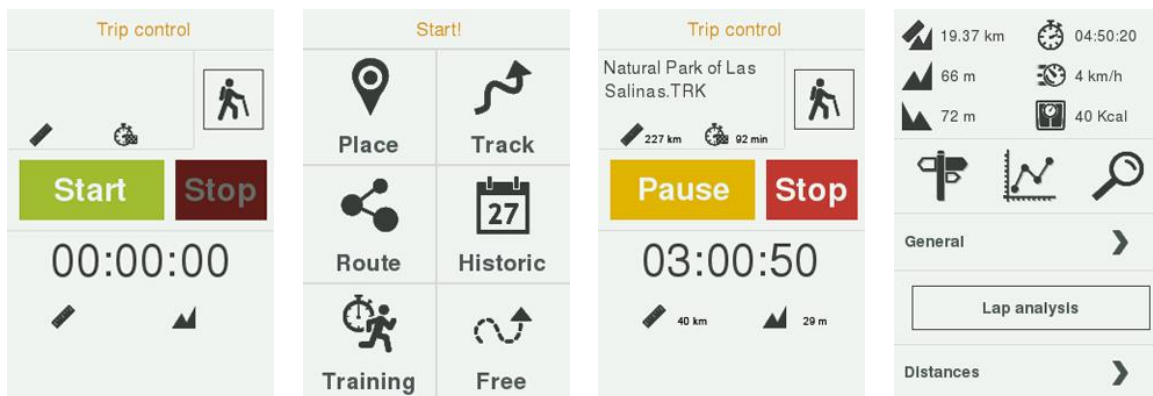 Trip control
Start
Stop
00:00:00
Start!
Place
Track
Route
27
Historic
Training
Free
Trip control
Natural Park of Las
Salinas.TRK
227 km
92 min
Pause
Stop
03:00:50
40 km
29 m
19.37 km
04:50:20
66 m
4 km/h
72 m
40 Kcal
General
Lap analysis
Distances